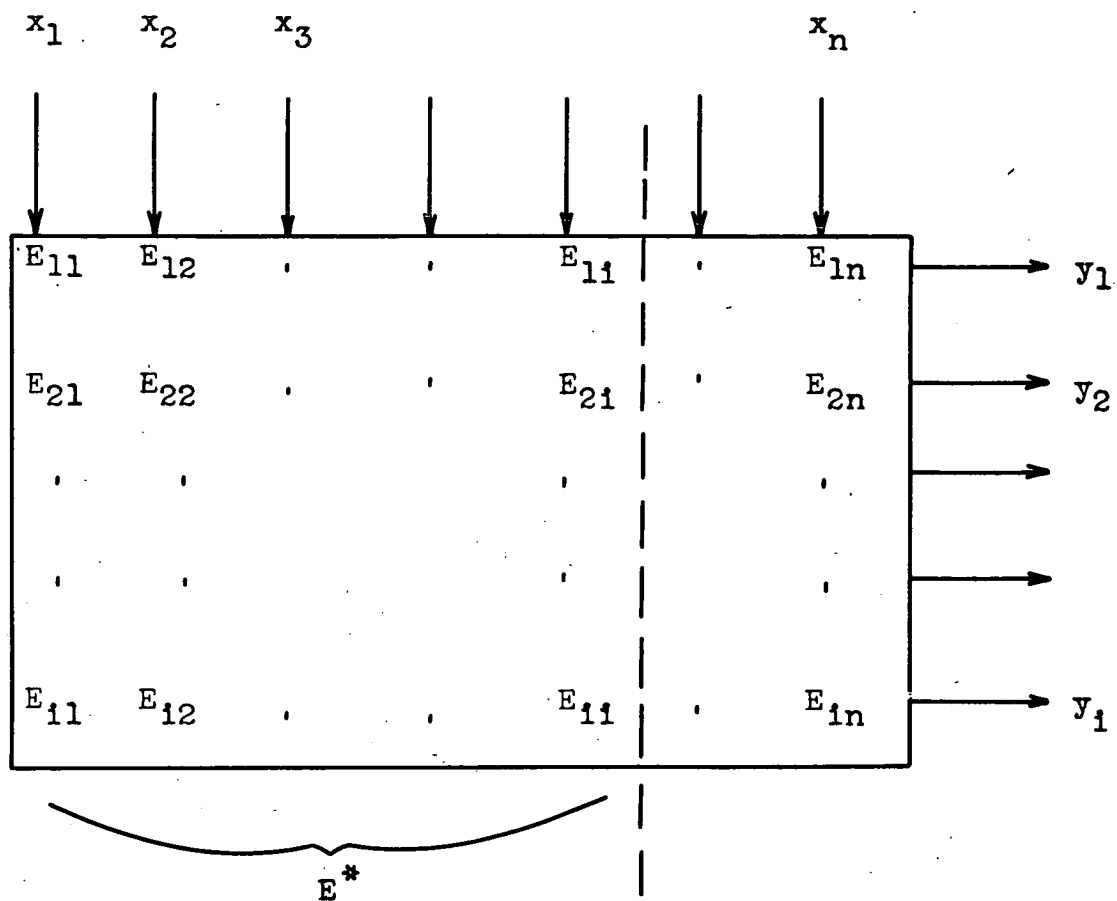 x1 x2 x3 xn
E11 E12 . . E1i . E1n y1
E21 E22 . . E2i . E2n y2
Ei1 Ei2 . . Eii . Ein yi
E*